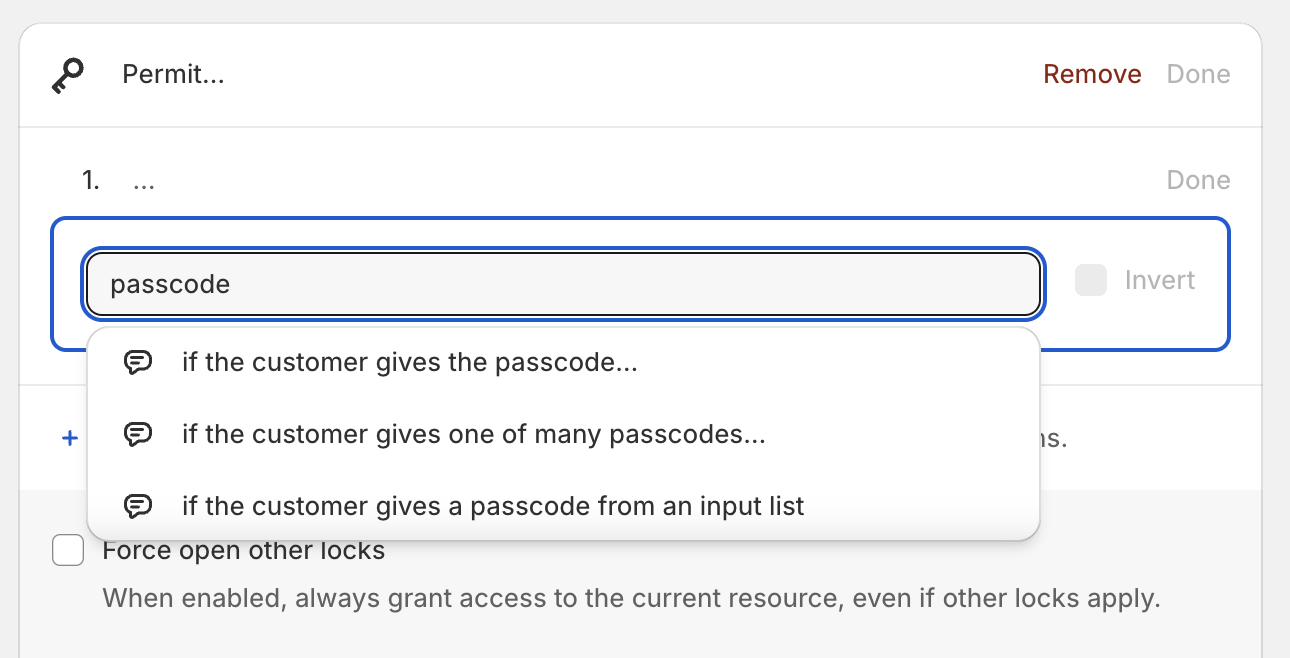 Permit...
Remove
Done
1. ...
Done
passcode
Invert
if the customer gives the passcode...
if the customer gives one of many passcodes...
if the customer gives a passcode from an input list
+
Force open other locks
When enabled, always grant access to the current resource, even if other locks apply.